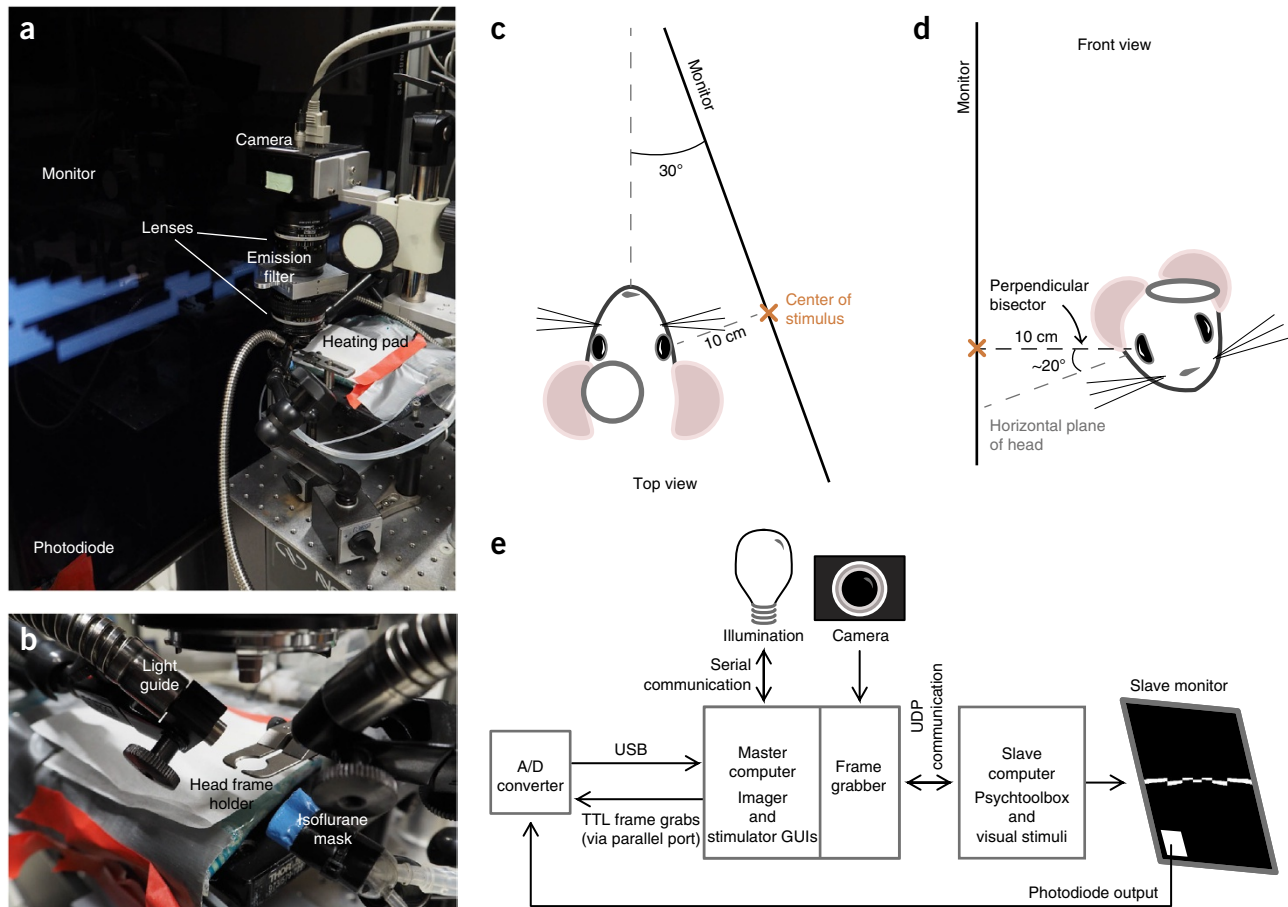 a
Camera
Monitor
Lenses
Emission
filter
Heating pad
Photodiode
b
Light
guide
Head frame
holder
Isoflurane
mask
THOR
c
Monitor
30°
Center of
stimulus
10 cm
Top view
d
Front view
Monitor
Perpendicular
bisector
10 cm
~20°
Horizontal plane
of head
e
Illumination
Camera
Serial
communication
UDP
communication
Slave monitor
A/D
converter
USB
TTL frame grabs
(via parallel port)
Master
computer
Imager
and
stimulator GUIs
Frame
grabber
Slave
computer
Psychtoolbox
and
visual stimuli
Photodiode output